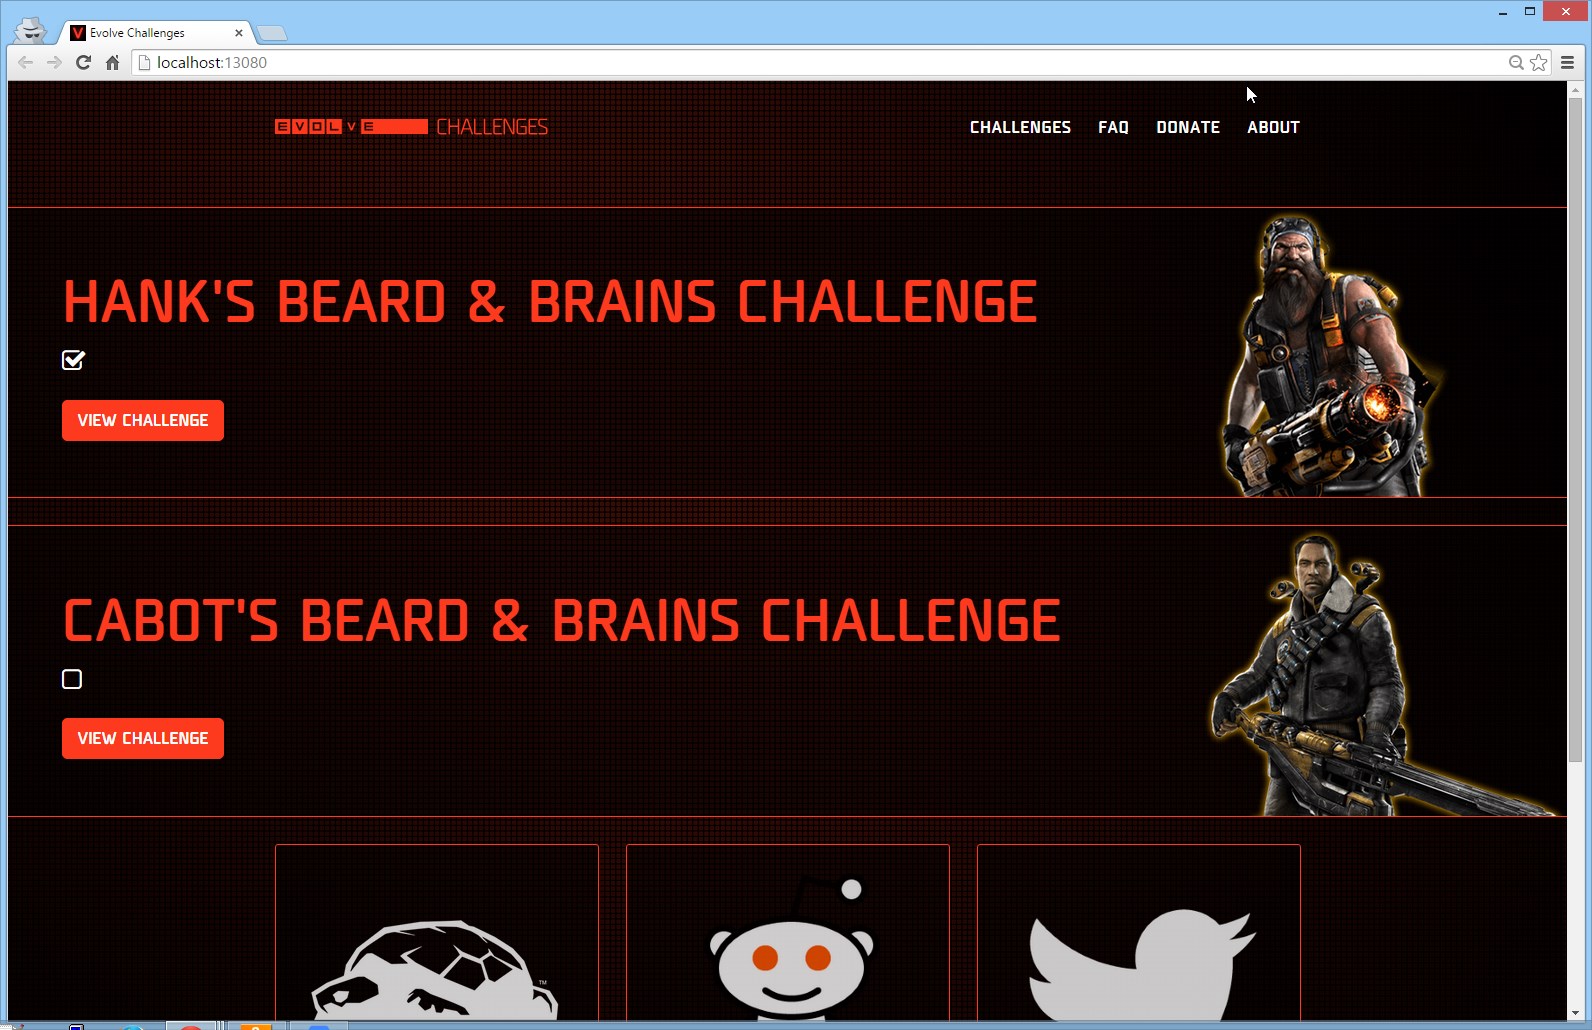 Evolve Challenges
localhost:13080
EVOLVE CHALLENGES
CHALLENGES FAQ DONATE ABOUT
HANK'S BEARD & BRAINS CHALLENGE
VIEW CHALLENGE
CABOT'S BEARD & BRAINS CHALLENGE
VIEW CHALLENGE
TM